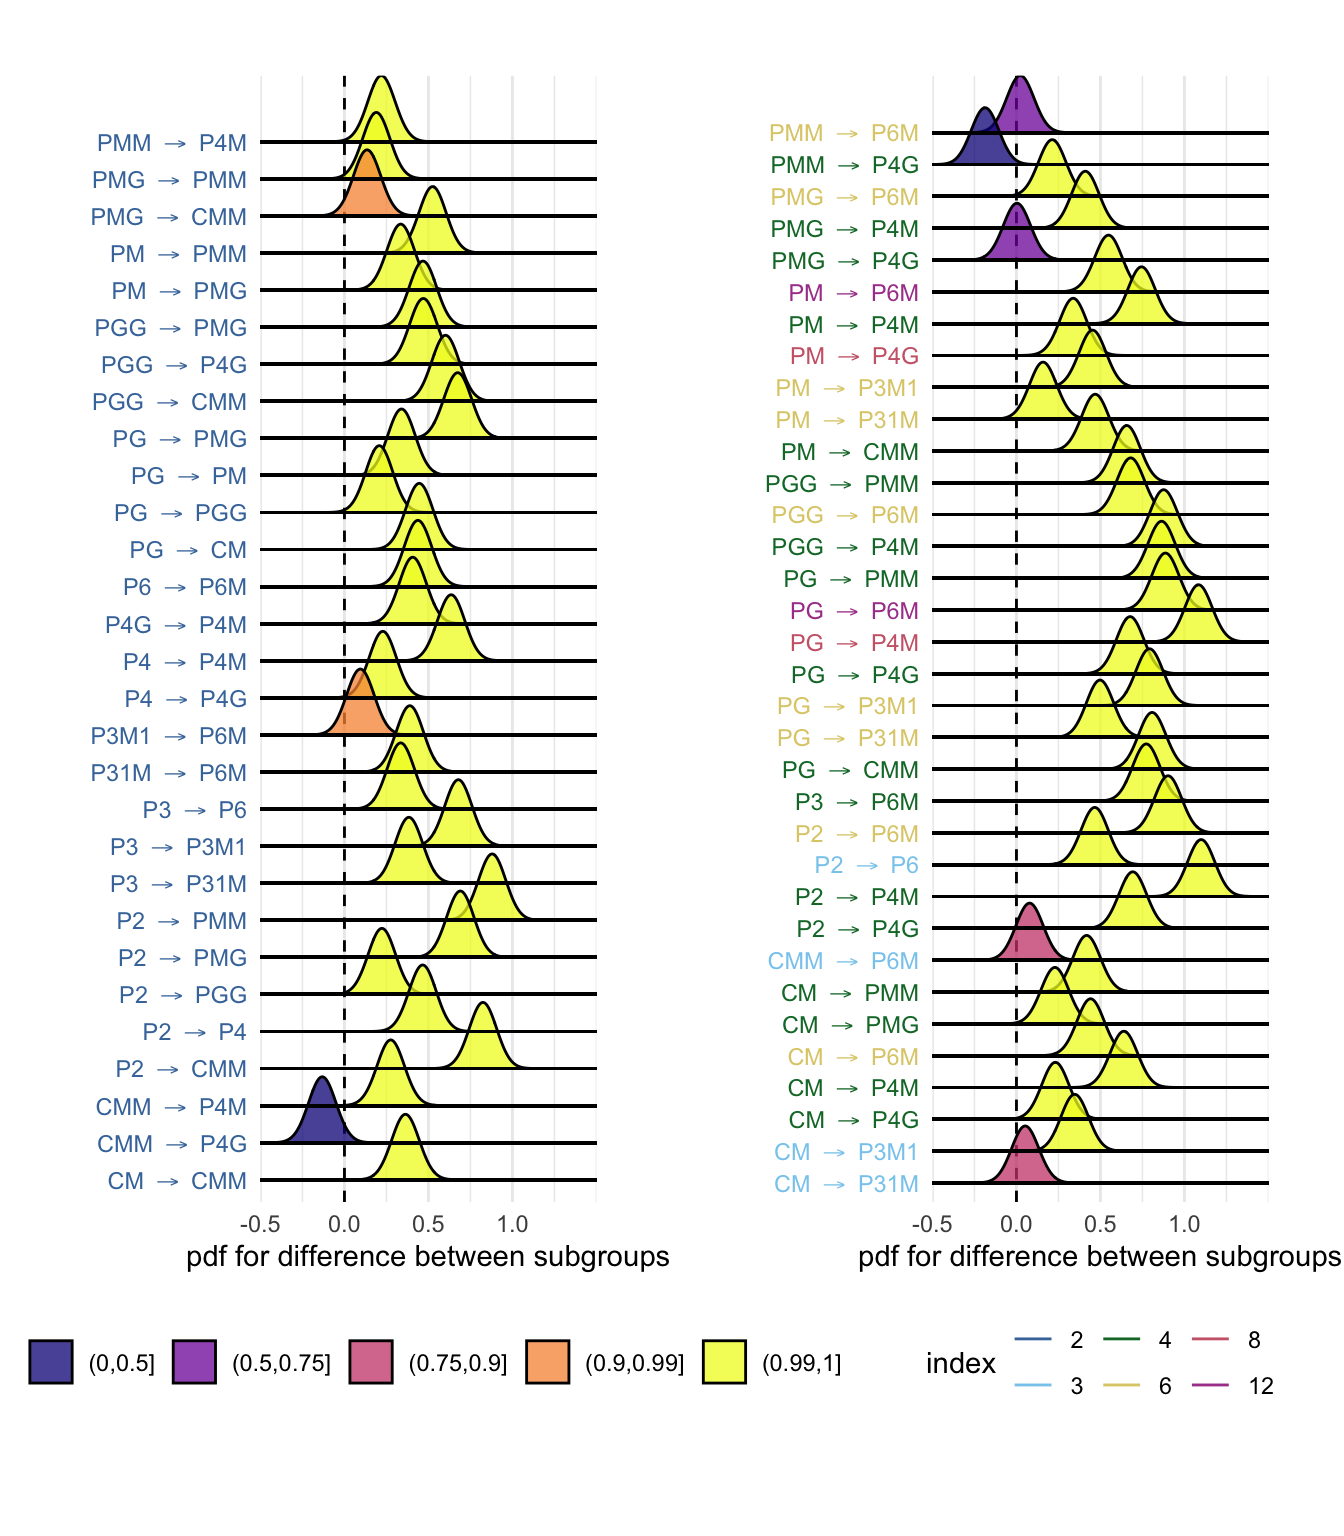 PMM → P4M
PMG → PMM
PMG → CMM
PM → PMM
PM → PMG
PGG → PMG
PGG → P4G
PGG → CMM
PG → PMG
PG → PM
PG → PGG
PG → CM
P6 → P6M
P4G → P4M
P4 → P4M
P4 → P4G
P3M1 → P6M
P31M → P6M
P3 → P6
P3 → P3M1
P3 → P31M
P2 → PMM
P2 → PMG
P2 → PGG
P2 → P4
P2 → CMM
CMM → P4M
CMM → P4G
CM → CMM
-0.5 0.0 0.5 1.0
pdf for difference between subgroups
PMM → P6M
PMM → P4G
PMG → P6M
PMG → P4M
PMG → P4G
PM → P6M
PM → P4M
PM → P4G
PM → P3M1
PM → P31M
PM → CMM
PGG → PMM
PGG → P6M
PGG → P4M
PG → PMM
PG → P6M
PG → P4M
PG → P4G
PG → P3M1
PG → P31M
PG → CMM
P3 → P6M
P2 → P6M
P2 → P6
P2 → P4M
P2 → P4G
CMM → P6M
CM → PMM
CM → PMG
CM → P6M
CM → P4M
CM → P4G
CM → P3M1
CM → P31M
-0.5 0.0 0.5 1.0
pdf for difference between subgroups
(0,0.5] (0.5,0.75] (0.75,0.9] (0.9,0.99] (0.99,1]
index
2 4 8
3 6 12